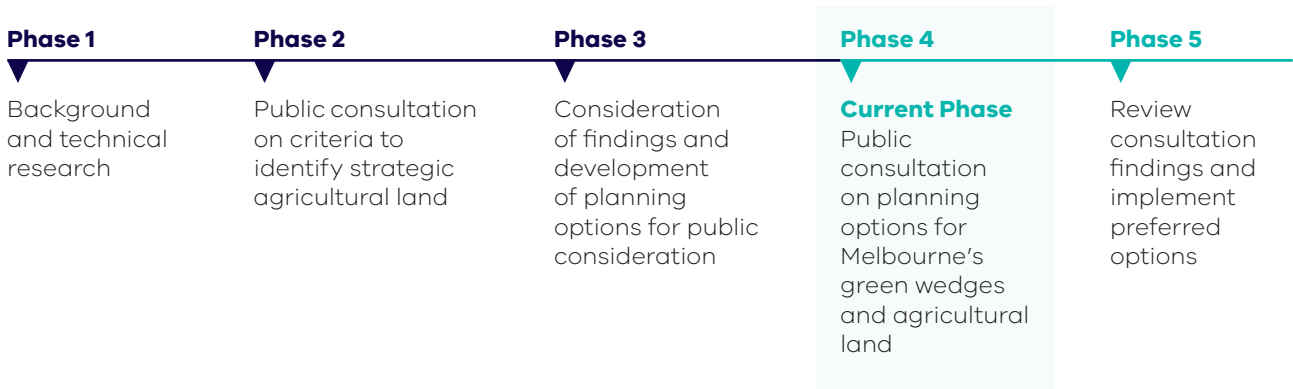 Phase 1
Background
and technical
research
Phase 2
Public consultation
on criteria to
identify strategic
agricultural land
Phase 3
Consideration
of findings and
development
of planning
options for public
consideration
Phase 4
Current Phase
Public
consultation
on planning
options for
Melbourne's
green wedges
and agricultural
land
Phase 5
Review
consultation
findings and
implement
preferred
options